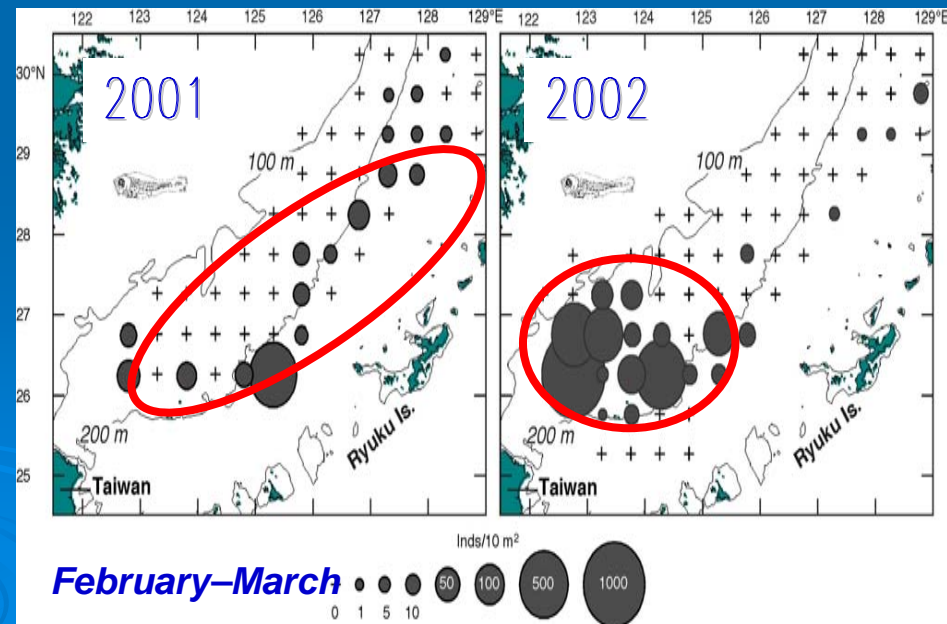 122 123 124 125 126 127 128 129°E
122 123 124 125 126 127 128 129°E
30°N
2001
2002
100 m
100 m
29
28
27
26
25
200 m
200 m
Ryuku Is.
Ryuku Is.
Taiwan
Taiwan
Inds/10 m²
February–March
50 100 500 1000
0 1 5 10